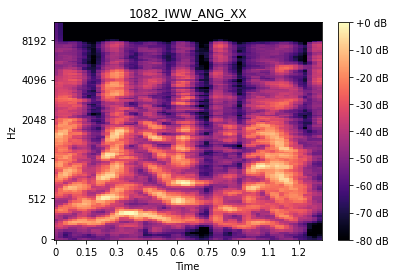 1082_IWW_ANG_XX
+0 dB
8192
-10 dB
4096
-20 dB
-30 dB
2048
Hz
-40 dB
1024
-50 dB
512
-60 dB
-70 dB
0
-80 dB
0 0.15 0.3 0.45 0.6 0.75 0.9 1.1 1.2
Time